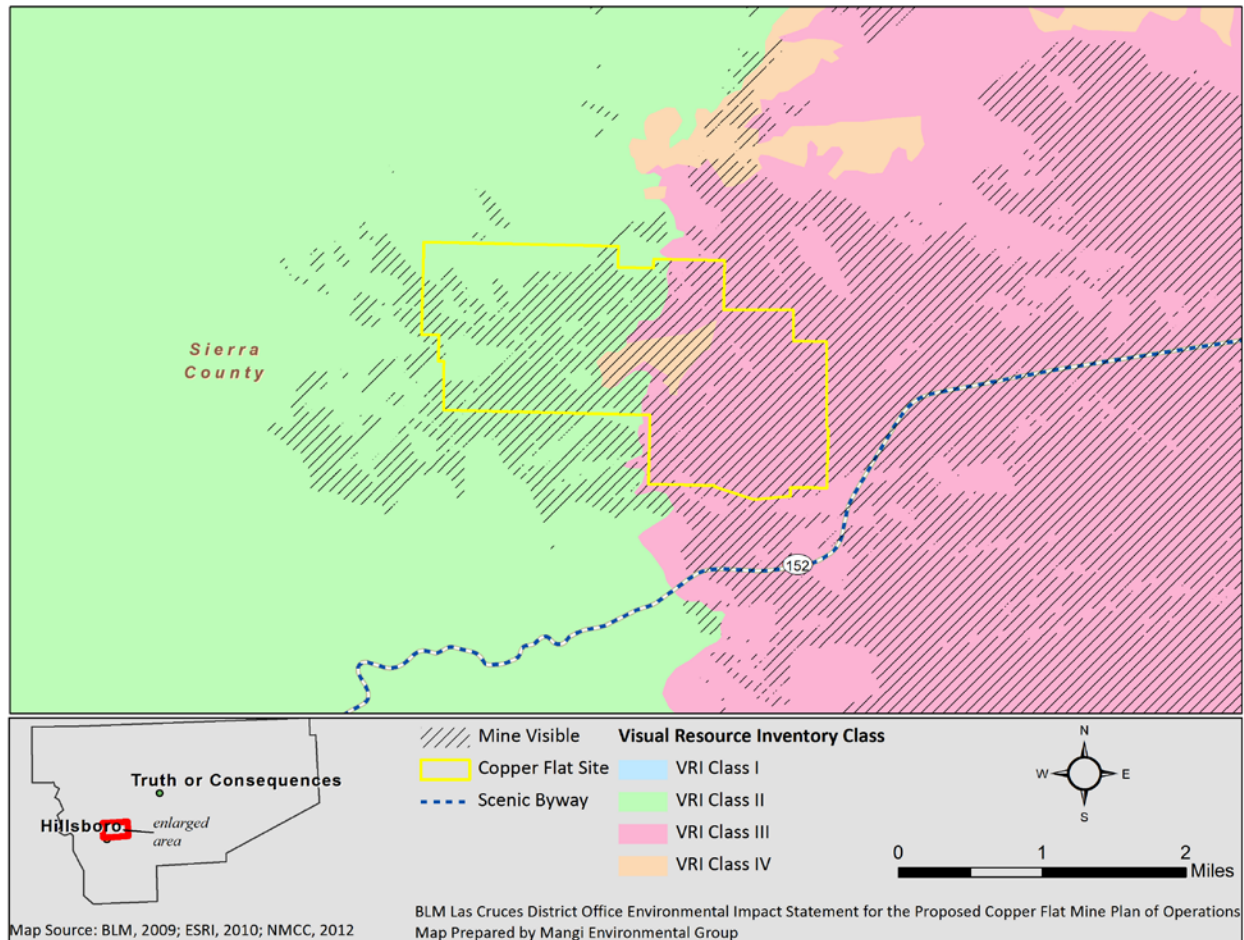 Sierra
County
152
Truth or Consequences
Hillsboro
enlarged
area
Map Source: BLM, 2009; ESRI, 2010; NMCC, 2012
Mine Visible
Copper Flat Site
Scenic Byway
Visual Resource Inventory Class
VRI Class I
VRI Class II
VRI Class III
VRI Class IV
N
W E
S
0 1 2
Miles
BLM Las Cruces District Office Environmental Impact Statement for the Proposed Copper Flat Mine Plan of Operations
Map Prepared by Mangi Environmental Group